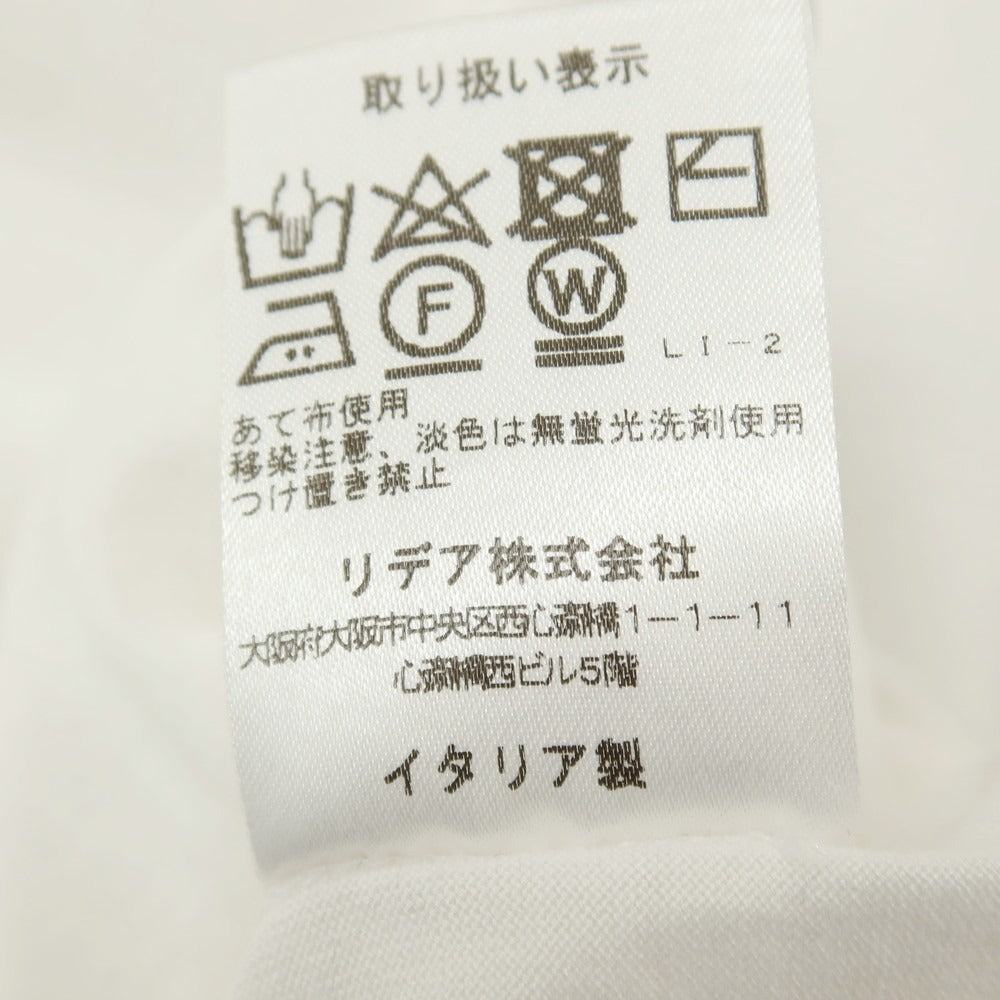 取り扱い表示
F
W
LI-2
あて布使用
移染注意、淡色は無蛍光洗剤使用
つけ置き禁止
リデア株式会社
大阪府大阪市中央区西心斎橋1-1-11
心斎橋西ビル5階
イタリア製